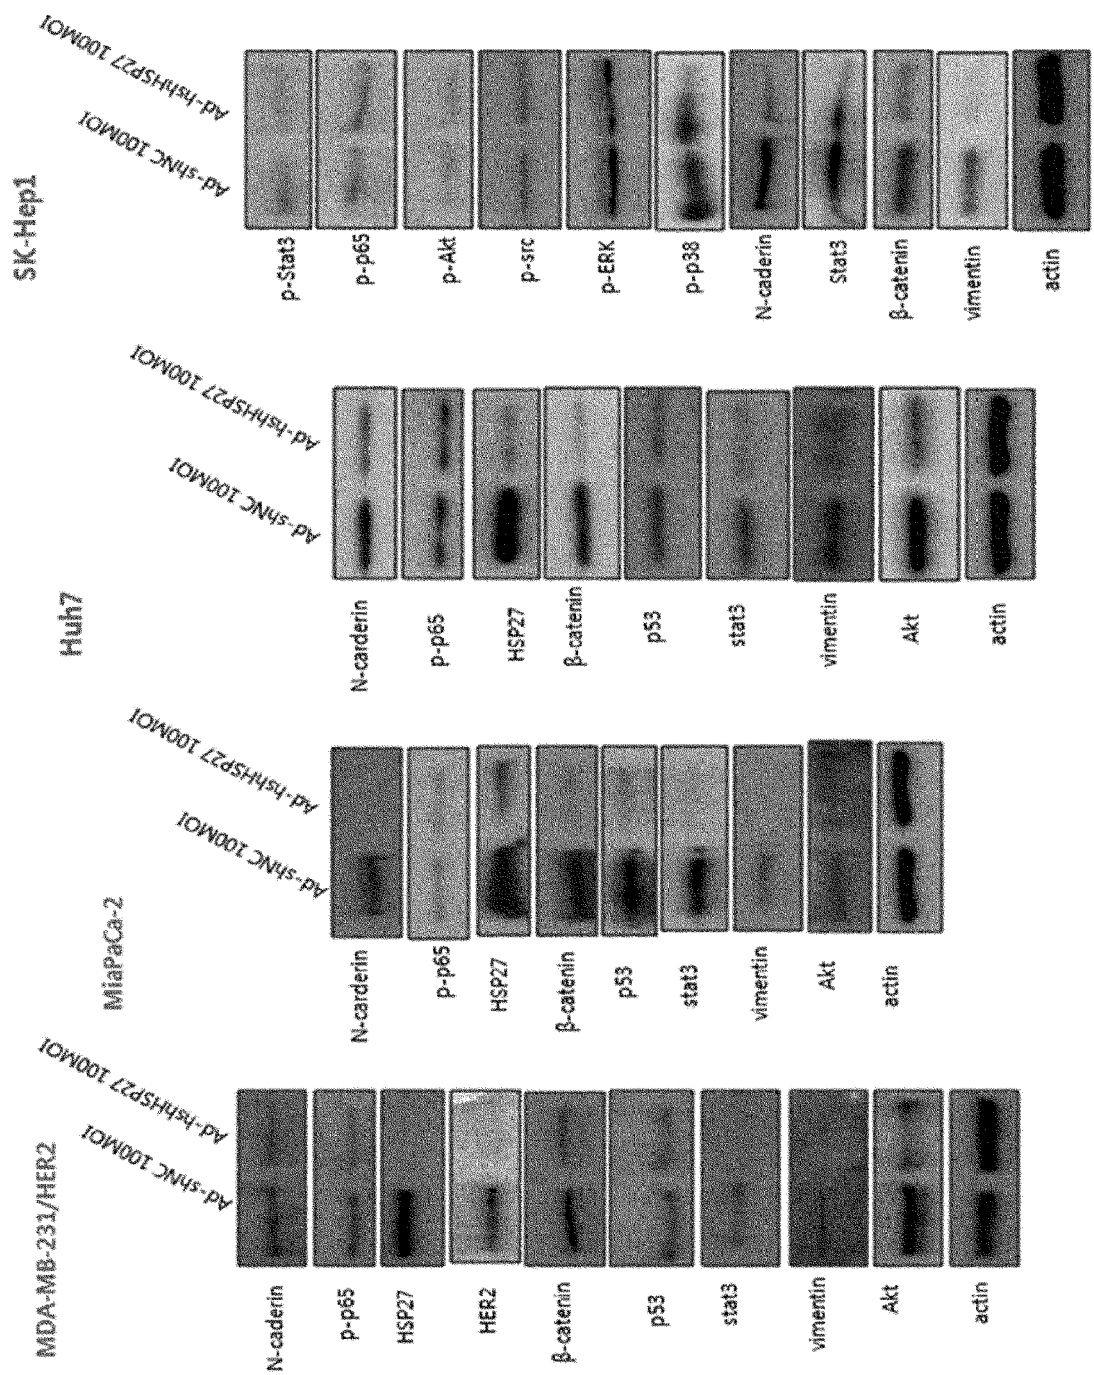 MDA-MB-231/HER2
Ad-shNC 100MOI
Ad-hshHSP27 100MOI
N-caderin
p-p65
HSP27
HER2
β-catenin
p53
stat3
vimentin
Akt
actin
MiaPaCa-2
Ad-shNC 100MOI
Ad-hshHSP27 100MOI
N-carderin
p-p65
HSP27
β-catenin
p53
stat3
vimentin
Akt
actin
Huh7
Ad-shNC 100MOI
Ad-hshHSP27 100MOI
N-carderin
p-p65
HSP27
β-catenin
p53
stat3
vimentin
Akt
actin
SK-Hep1
Ad-shNC 100MOI
Ad-hshHSP27 100MOI
p-Stat3
p-p65
p-Akt
p-src
p-ERK
p-p38
N-caderin
Stat3
β-catenin
vimentin
actin